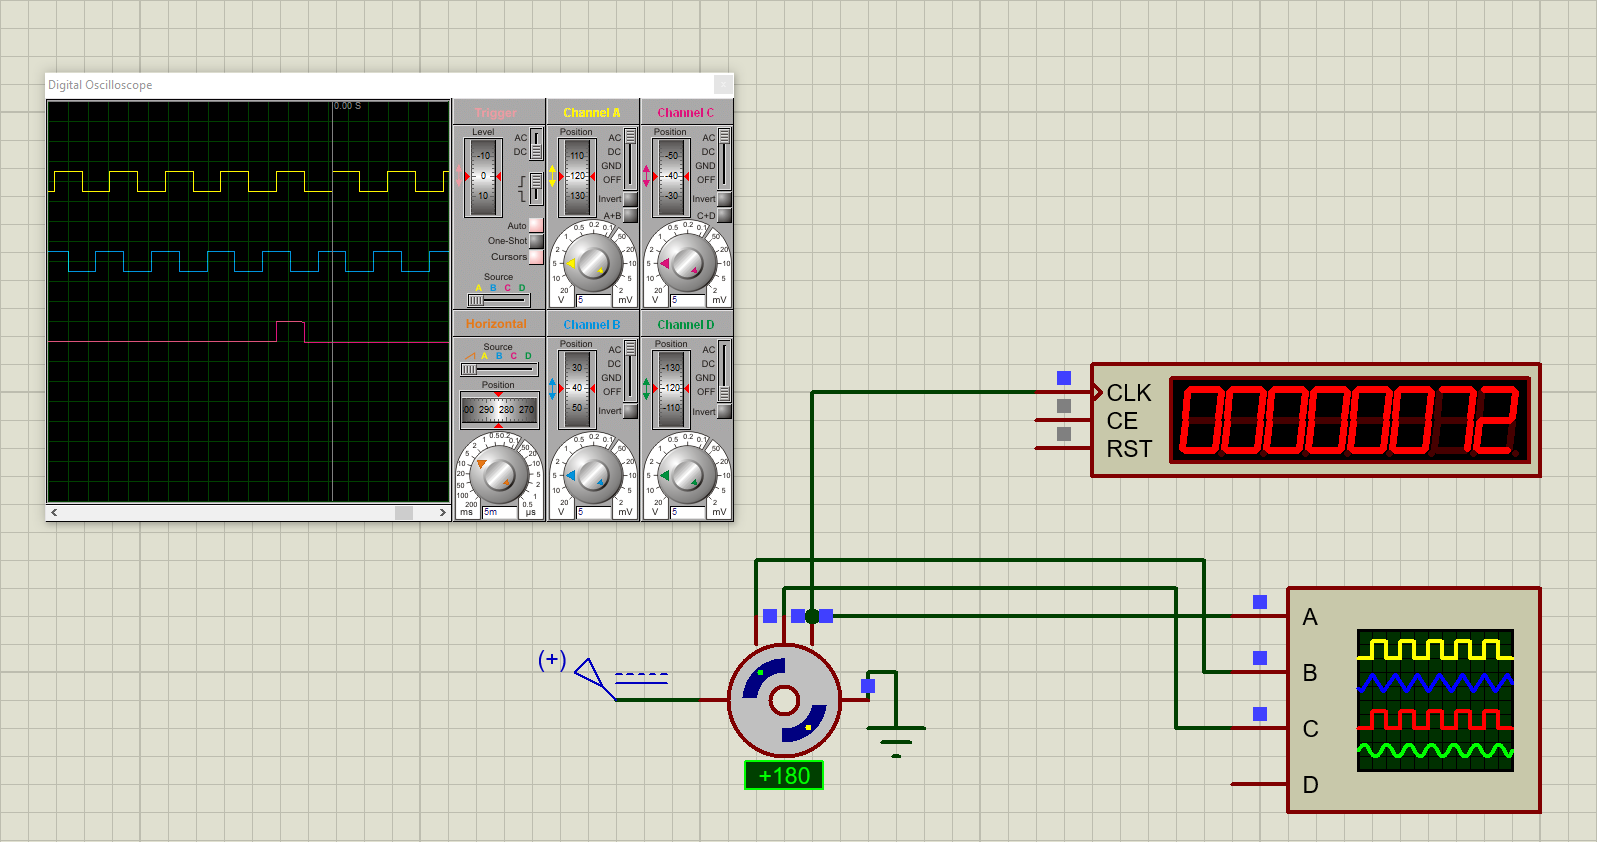 Digital Oscilloscope
0.00 S
Trigger
Level
-10
0
10
AC
DC
Auto
One-Shot
Cursors
Source
A B C D
Channel A
Position
110
120
130
AC
DC
GND
OFF
Invert
A+B
0.2
0.5 0.1
1 50
2 20
5 10
10 5
20 2
V 5 mV
Channel C
Position
-50
-40
-30
AC
DC
GND
OFF
Invert
C+D
0.2
0.5 0.1
1 50
2 20
5 10
10 5
20 2
V 5 mV
Horizontal
Source
A B C D
Position
00 290 280 270
0.5 0.2
1 0.1
2 50
5 20
10 10
20 5
50 2
100 1
200 0.5
ms 5m µs
Channel B
Position
30
40
50
AC
DC
GND
OFF
Invert
0.2
0.5 0.1
1 50
2 20
5 10
10 5
20 2
V 5 mV
Channel D
Position
-130
-120
-110
AC
DC
GND
OFF
Invert
0.2
0.5 0.1
1 50
2 20
5 10
10 5
20 2
V 5 mV
CLK
CE
RST
00000072
(+)
+180
A
B
C
D